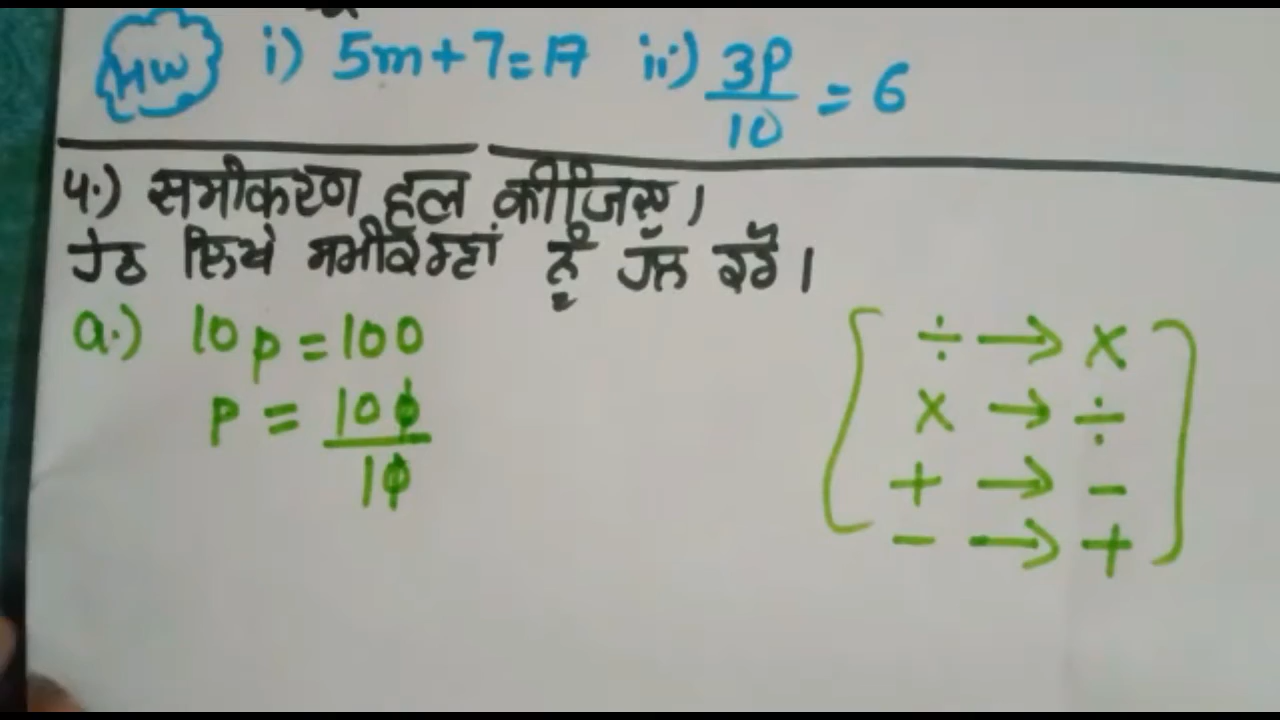 HW i) 5m+7=17 ii) 3p/10 = 6
4.) समीकरण हल कीजिए।
ਹੇਠ ਲਿਖੇ ਸਮੀਕਰਣਾਂ ਨੂੰ ਹੱਲ ਕਰੋ।
a.) 10p=100
p = 100/10
÷ → ×
× → ÷
+ → -
- → +